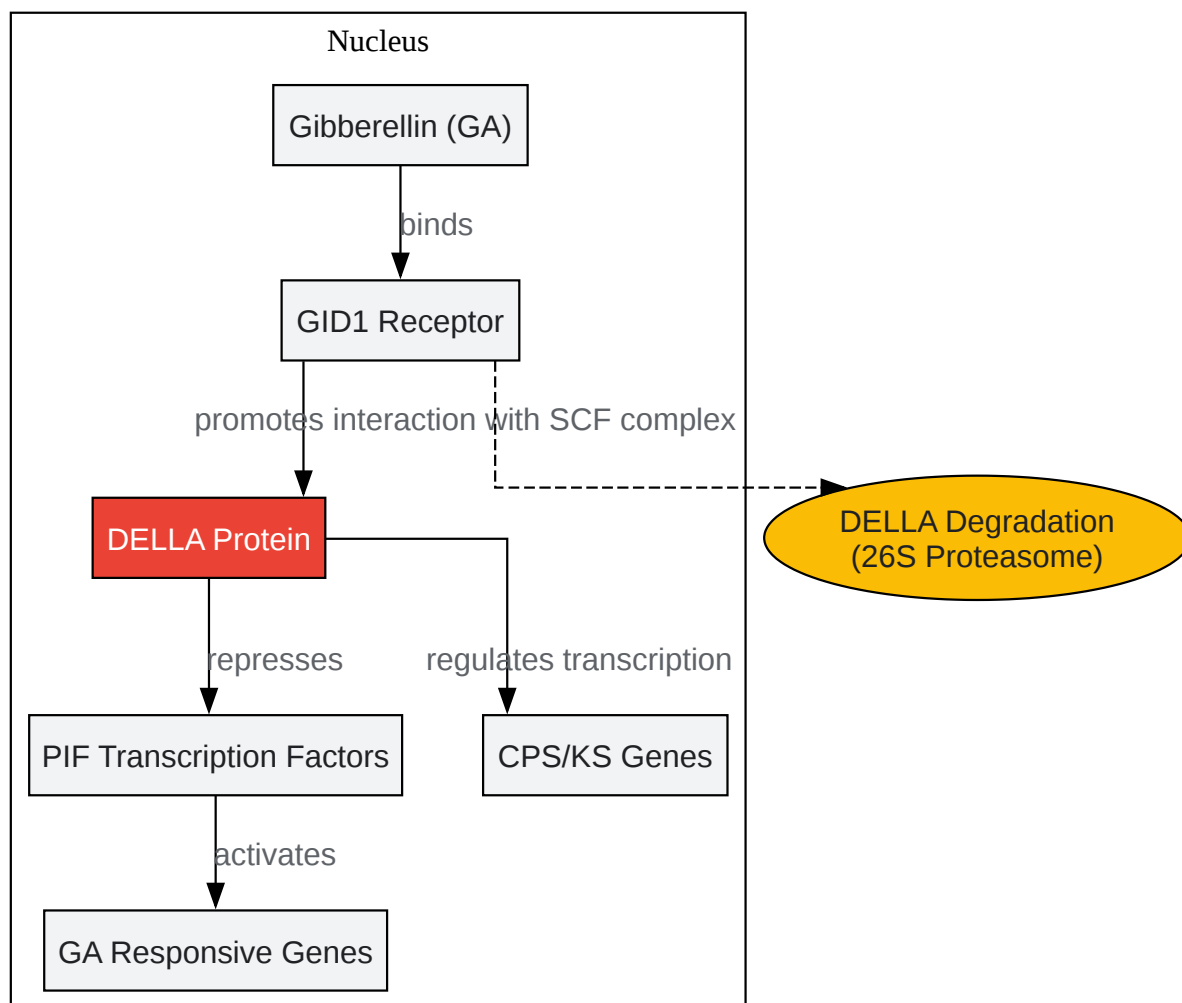 Nucleus
Gibberellin (GA)
binds
GID1 Receptor
promotes interaction with SCF complex
DELLA Protein
DELLA Degradation
(26S Proteasome)
represses
regulates transcription
PIF Transcription Factors
CPS/KS Genes
activates
GA Responsive Genes